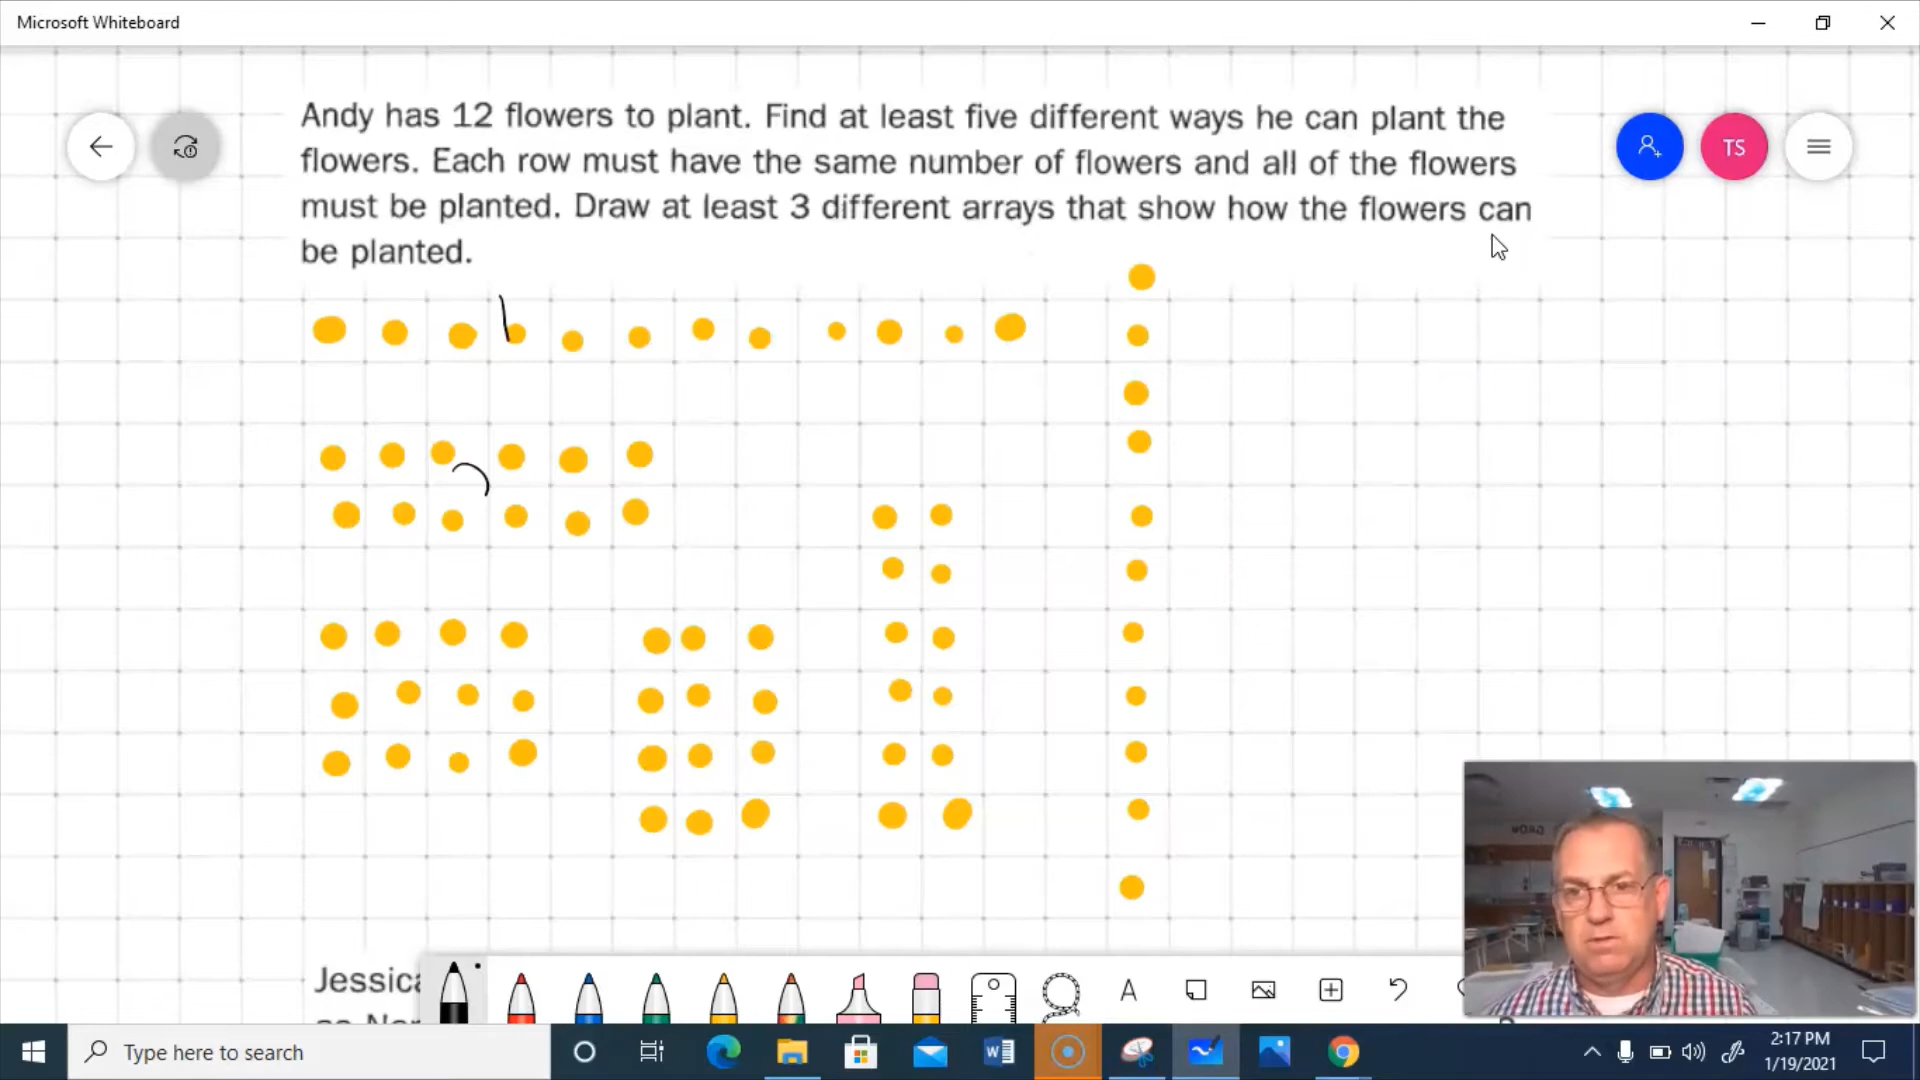 Microsoft Whiteboard
Andy has 12 flowers to plant. Find at least five different ways he can plant the
flowers. Each row must have the same number of flowers and all of the flowers
must be planted. Draw at least 3 different arrays that show how the flowers can
be planted.
TS
Jessica
A
Type here to search
2:17 PM
1/19/2021